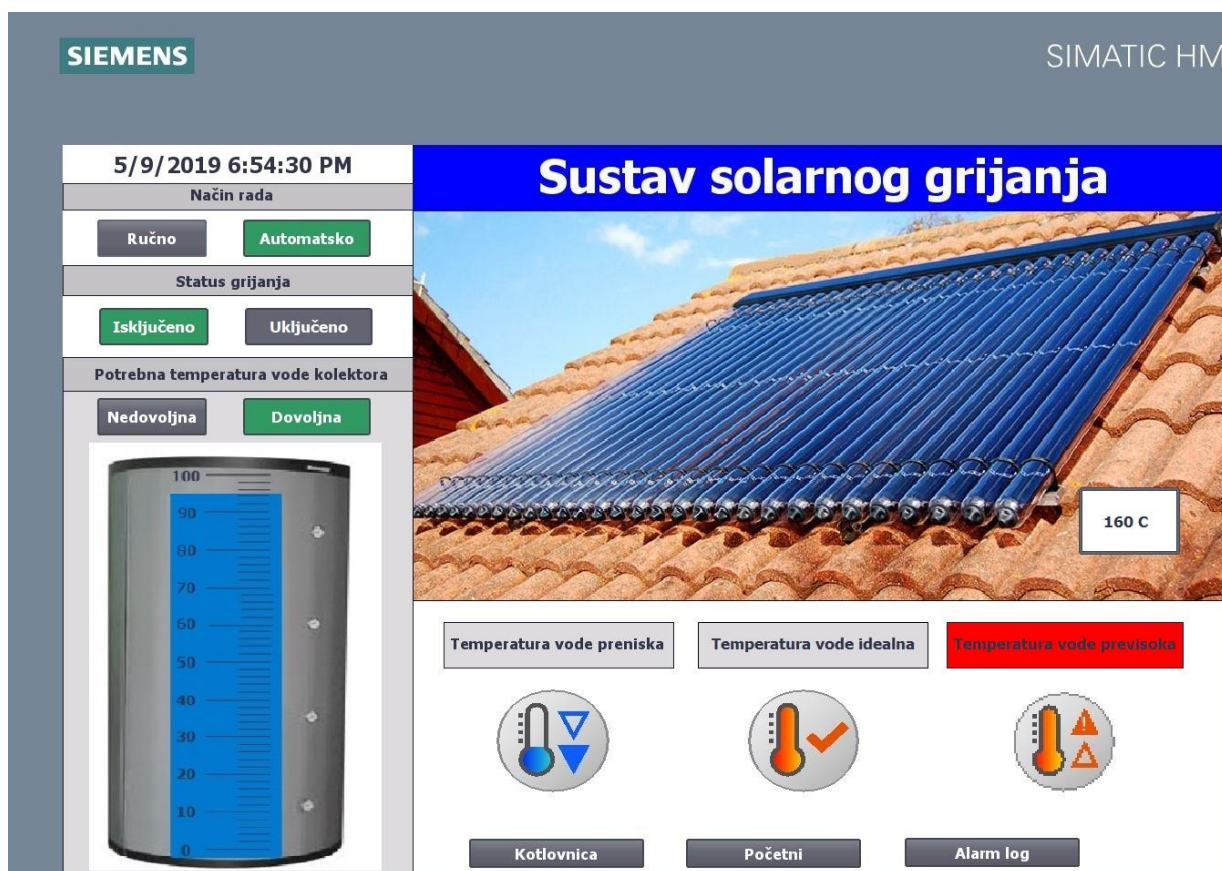 SIEMENS
SIMATIC HM
5/9/2019 6:54:30 PM
Sustav solarnog grijanja
Način rada
Ručno
Automatsko
Status grijanja
Isključeno
Uključeno
Potrebna temperatura vode kolektora
Nedovoljna
Dovoljna
100
90
80
70
60
50
40
30
20
10
0
160 C
Temperatura vode preniska
Temperatura vode idealna
Temperatura vode previsoka
Kotlovnica
Početni
Alarm log